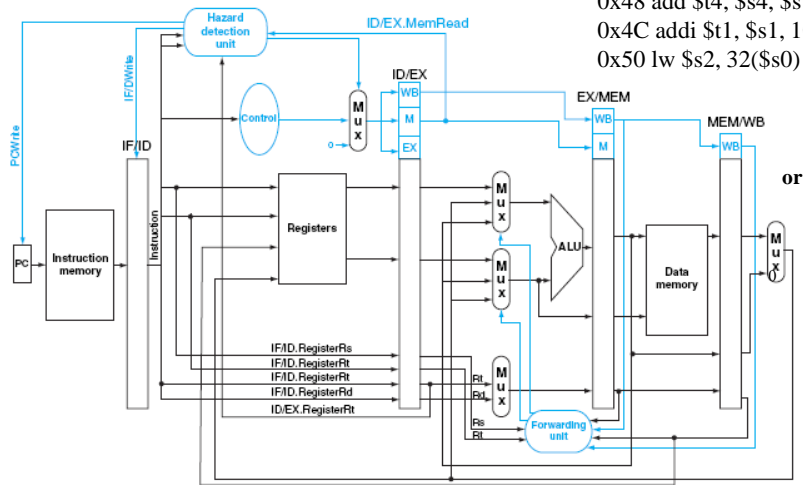 0x48 add $t4, $s4, $s
0x4C addi $t1, $s1, 1
0x50 lw $s2, 32($s0)
or
Hazard
detection
unit
ID/EX.MemRead
IF/DWrite
PCWrite
Control
0
M
u
x
ID/EX
WB
M
EX
EX/MEM
WB
M
MEM/WB
WB
IF/ID
PC
Instruction
memory
Instruction
Registers
M
u
x
M
u
x
ALU
Data
memory
M
u
x
0
IF/ID.RegisterRs
IF/ID.RegisterRt
IF/ID.RegisterRt
IF/ID.RegisterRd
ID/EX.RegisterRt
Rt
Rd
M
u
x
Rs
Rt
Forwarding
unit